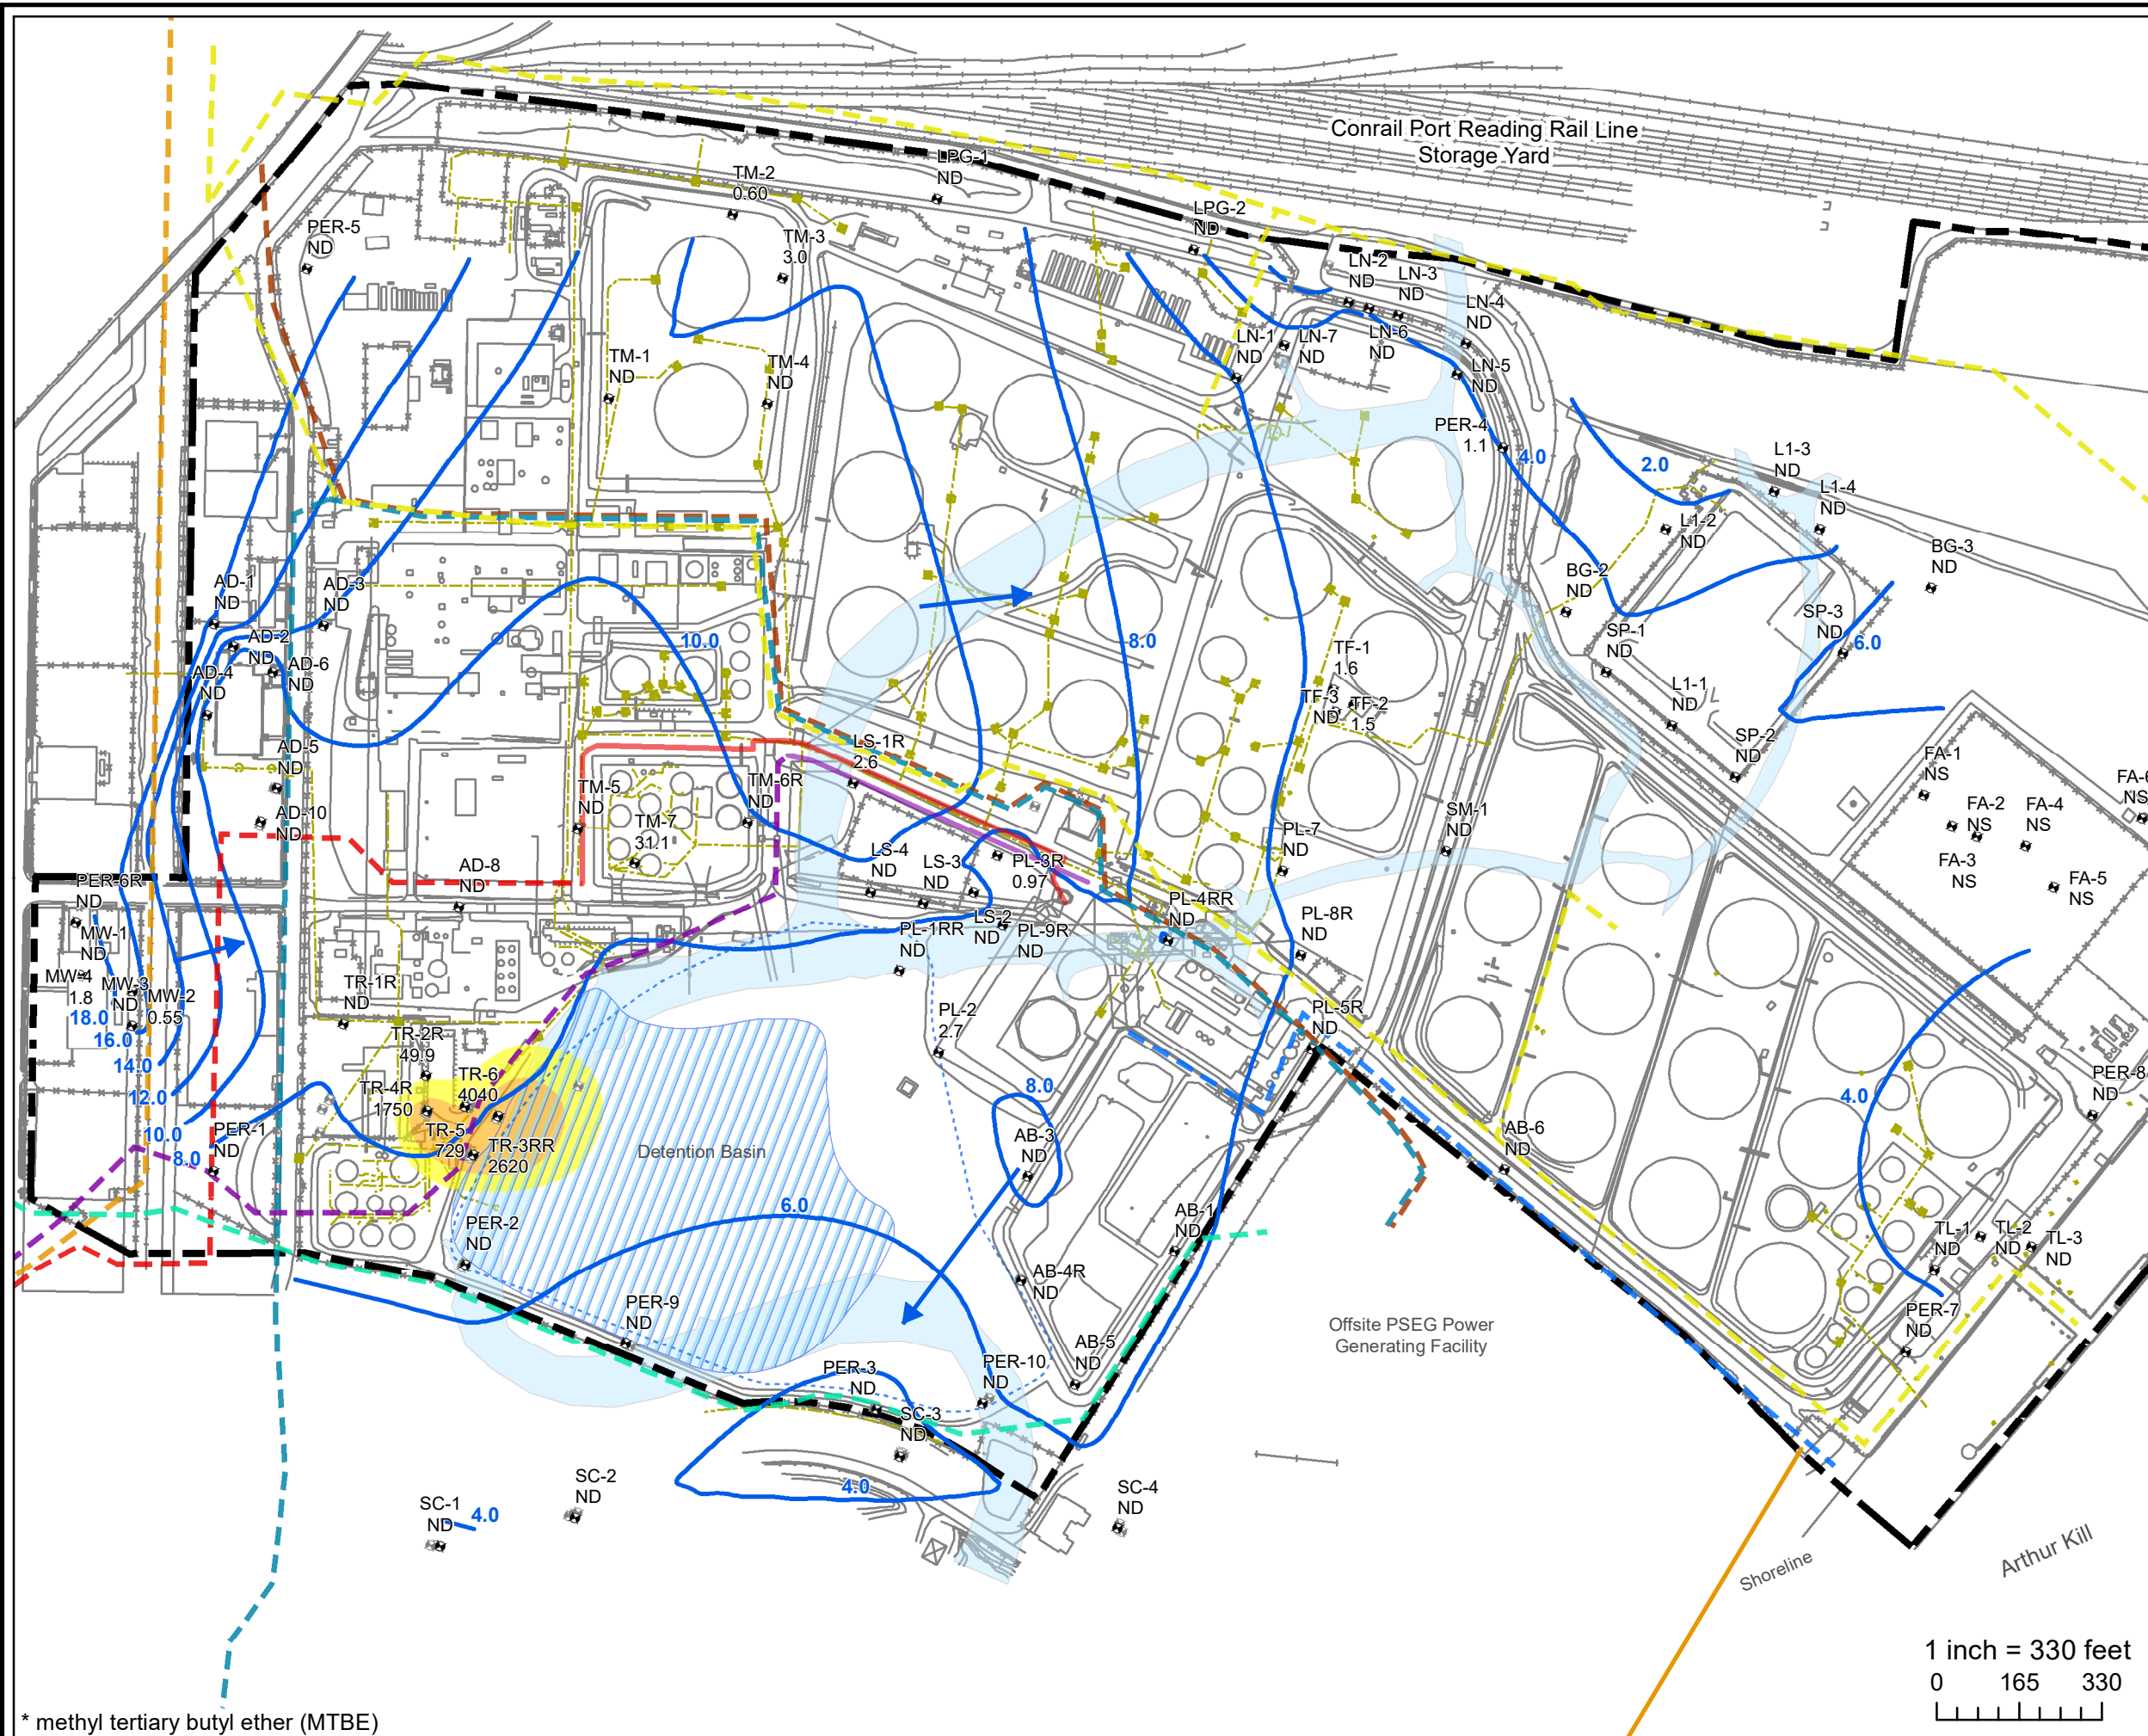 Conrail Port Reading Rail Line
Storage Yard
LPG-1
ND
TM-2
0.60
LPG-2
ND
PER-5
ND
TM-3
3.0
LN-2
ND
LN-3
ND
LN-4
ND
LN-1
ND
LN-7
ND
LN-6
ND
LN-5
ND
TM-1
ND
TM-4
ND
PER-4
1.1
4.0
2.0
L1-3
ND
L1-4
ND
L1-2
ND
BG-3
ND
BG-2
ND
AD-1
ND
AD-3
ND
AD-2
ND
10.0
8.0
SP-1
ND
SP-3
ND
6.0
AD-4
ND
AD-6
ND
TF-1
1.6
TF-3
ND
TF-2
1.5
L1-1
ND
SP-2
ND
AD-5
ND
LS-1R
2.6
TM-5
ND
TM-6R
ND
FA-1
NS
FA-6
NS
FA-2
NS
FA-4
NS
AD-10
ND
TM-7
31.1
SM-1
ND
PL-7
ND
LS-4
ND
LS-3
ND
PL-3R
0.97
FA-3
NS
FA-5
NS
AD-8
ND
PER-6R
ND
PL-4RR
ND
PL-8R
ND
LS-2
ND
PL-1RR
ND
PL-9R
ND
MW-1
ND
MW-4
1.8
MW-3
ND
MW-2
0.55
TR-1R
ND
PL-2
2.7
PL-5R
ND
18.0
16.0
14.0
12.0
10.0
8.0
TR-2R
49.9
TR-6
4040
TR-4R
1750
TR-5
729
TR-3RR
2620
PER-1
ND
8.0
AB-3
ND
Detention Basin
4.0
PER-8
ND
AB-6
ND
6.0
PER-2
ND
AB-1
ND
TL-1
ND
TL-2
ND
TL-3
ND
AB-4R
ND
PER-9
ND
Offsite PSEG Power
Generating Facility
PER-7
ND
AB-5
ND
PER-3
ND
PER-10
ND
SC-3
ND
4.0
SC-2
ND
SC-1
ND
4.0
SC-4
ND
Shoreline
Arthur Kill
1 inch = 330 feet
0 165 330
* methyl tertiary butyl ether (MTBE)